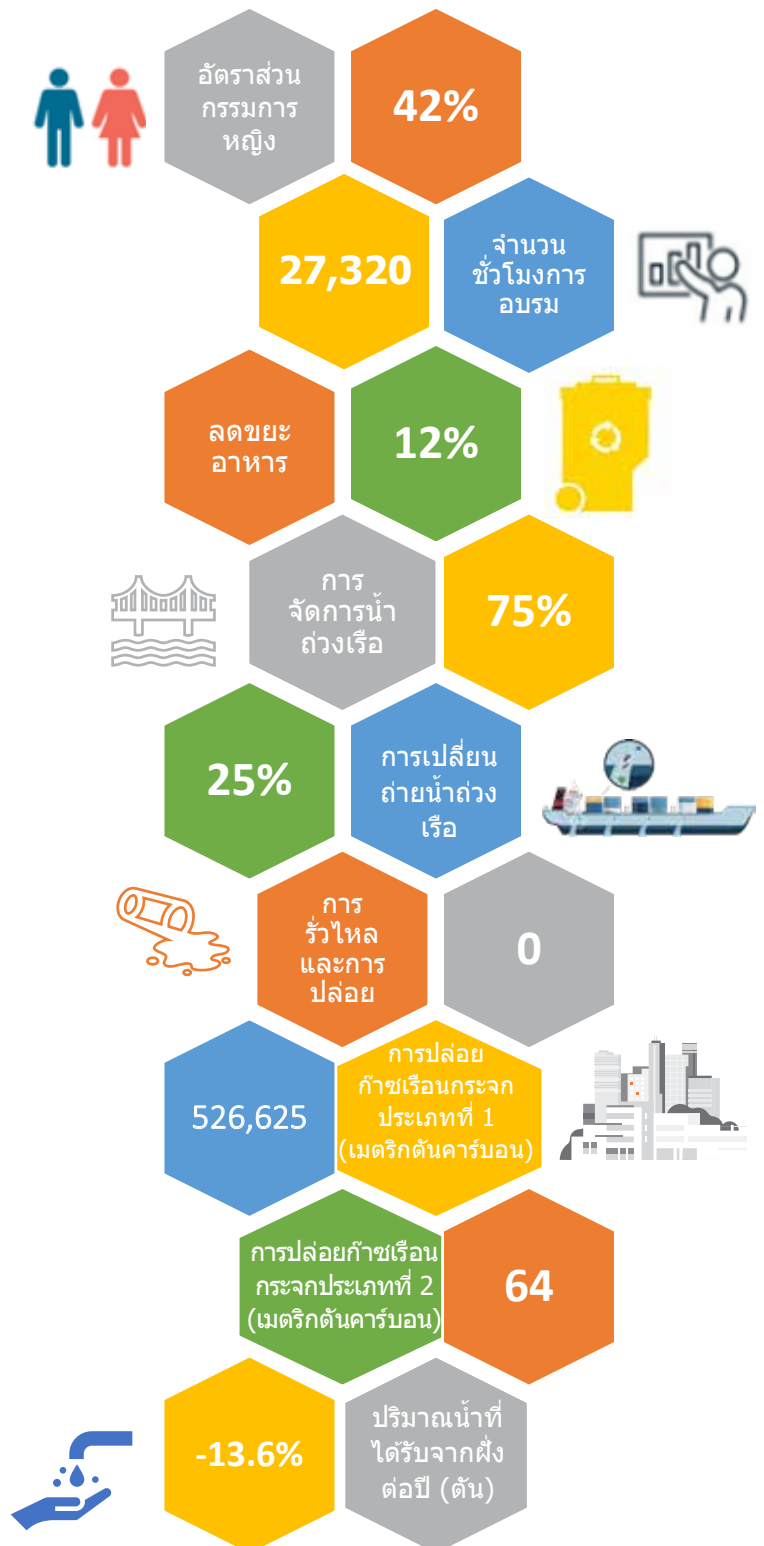 อัตราส่วน
กรรมการ
หญิง
42%
27,320
จำนวน
ชั่วโมงการ
อบรม
ลดขยะ
อาหาร
12%
การ
จัดการน้ำ
ถ่วงเรือ
75%
25%
การเปลี่ยน
ถ่ายน้ำถ่วง
เรือ
การ
รั่วไหล
และการ
ปล่อย
0
526,625
การปล่อย
ก๊าซเรือนกระจก
ประเภทที่ 1
(เมตริกตันคาร์บอน)
การปล่อยก๊าซเรือน
กระจกประเภทที่ 2
(เมตริกตันคาร์บอน)
64
-13.6%
ปริมาณน้ำที่
ได้รับจากฝั่ง
ต่อปี (ตัน)